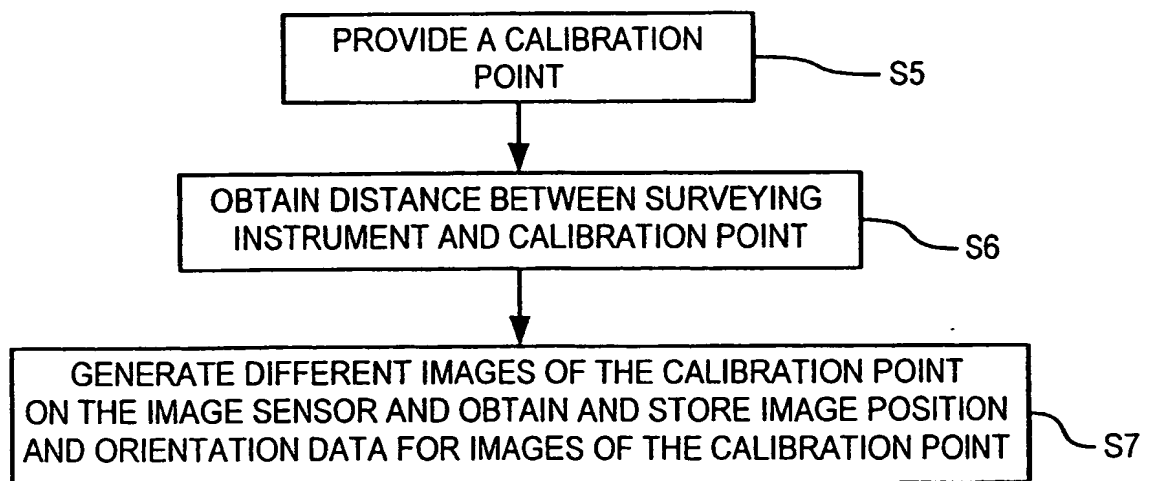 PROVIDE A CALIBRATION
POINT
S5
OBTAIN DISTANCE BETWEEN SURVEYING
INSTRUMENT AND CALIBRATION POINT
S6
GENERATE DIFFERENT IMAGES OF THE CALIBRATION POINT
ON THE IMAGE SENSOR AND OBTAIN AND STORE IMAGE POSITION
AND ORIENTATION DATA FOR IMAGES OF THE CALIBRATION POINT
S7